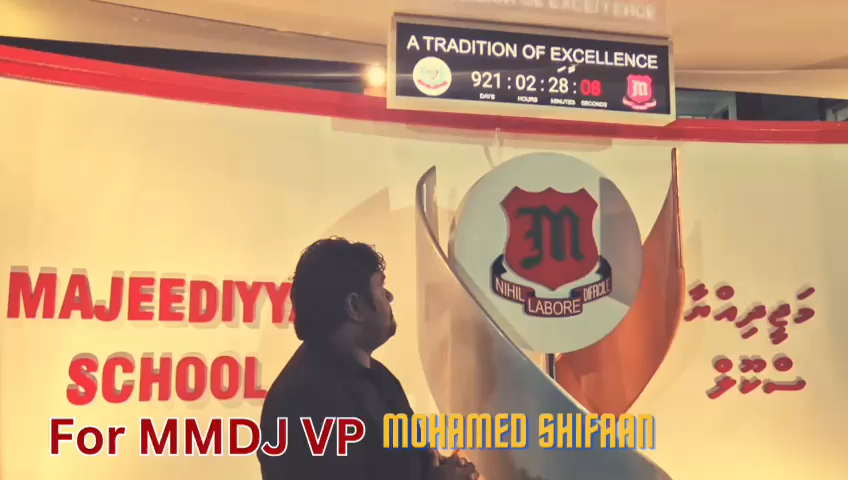 A TRADITION OF EXCELLENCE
921:02:28:08
DAYS HOURS MINUTES SECONDS
M
M
NIHIL LABORE DIFFICILE
MAJEEDIYY
SCHOOL
މަޖީދިއްޔާ
ސްކޫލް
For MMDJ VP MOHAMED SHIFAAN